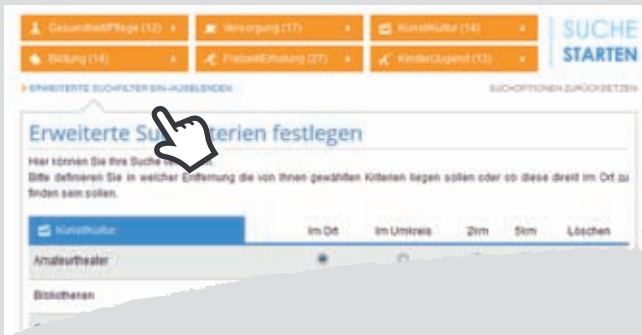 Gesundheit/Pflege (12)
Versorgung (17)
Kunst/Kultur (14)
Bildung (14)
Freizeit/Erholung (27)
Kinder/Jugend (13)
SUCHE
STARTEN
ERWEITERTE SUCHFILTER EIN-/AUSBLENDEN
SUCHOPTIONEN ZURÜCKSETZEN
Erweiterte Su terien festlegen
Hier können Sie Ihre Suche
Bitte definieren Sie in welcher Entfernung die von Ihnen gewählten Kriterien liegen sollen oder ob diese direkt im Ort zu
finden sein sollen.
Kunst/Kultur Im Ort Im Umkreis 2km 5km Löschen
Amateurtheater
Bibliotheken